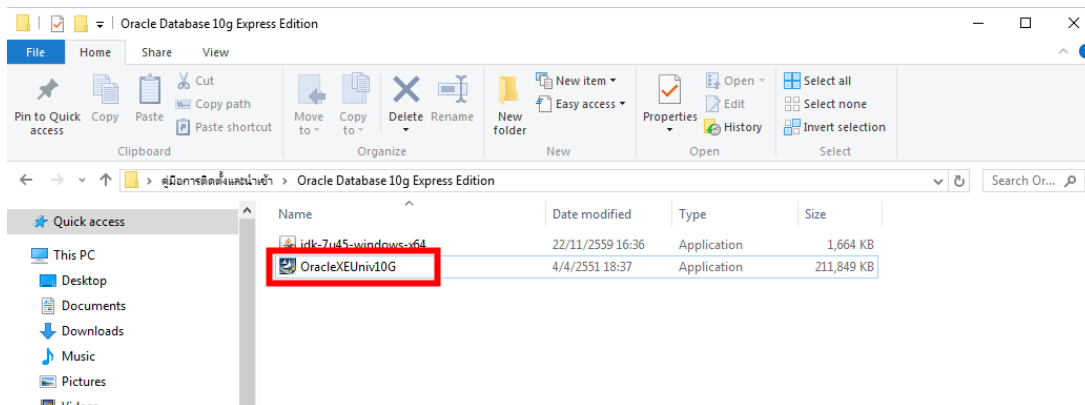 Oracle Database 10g Express Edition
File Home Share View
Pin to Quick access
Copy
Paste
Cut
Copy path
Paste shortcut
Clipboard
Move to
Copy to
Delete
Rename
Organize
New folder
New item
Easy access
New
Properties
Open
Edit
History
Open
Select all
Select none
Invert selection
Select
คู่มือการติดตั้งและนำเข้า › Oracle Database 10g Express Edition
Search Or...
Quick access
This PC
Desktop
Documents
Downloads
Music
Pictures
Videos
Name Date modified Type Size
jdk-7u45-windows-x64 22/11/2559 16:36 Application 1,664 KB
OracleXEUniv10G 4/4/2551 18:37 Application 211,849 KB